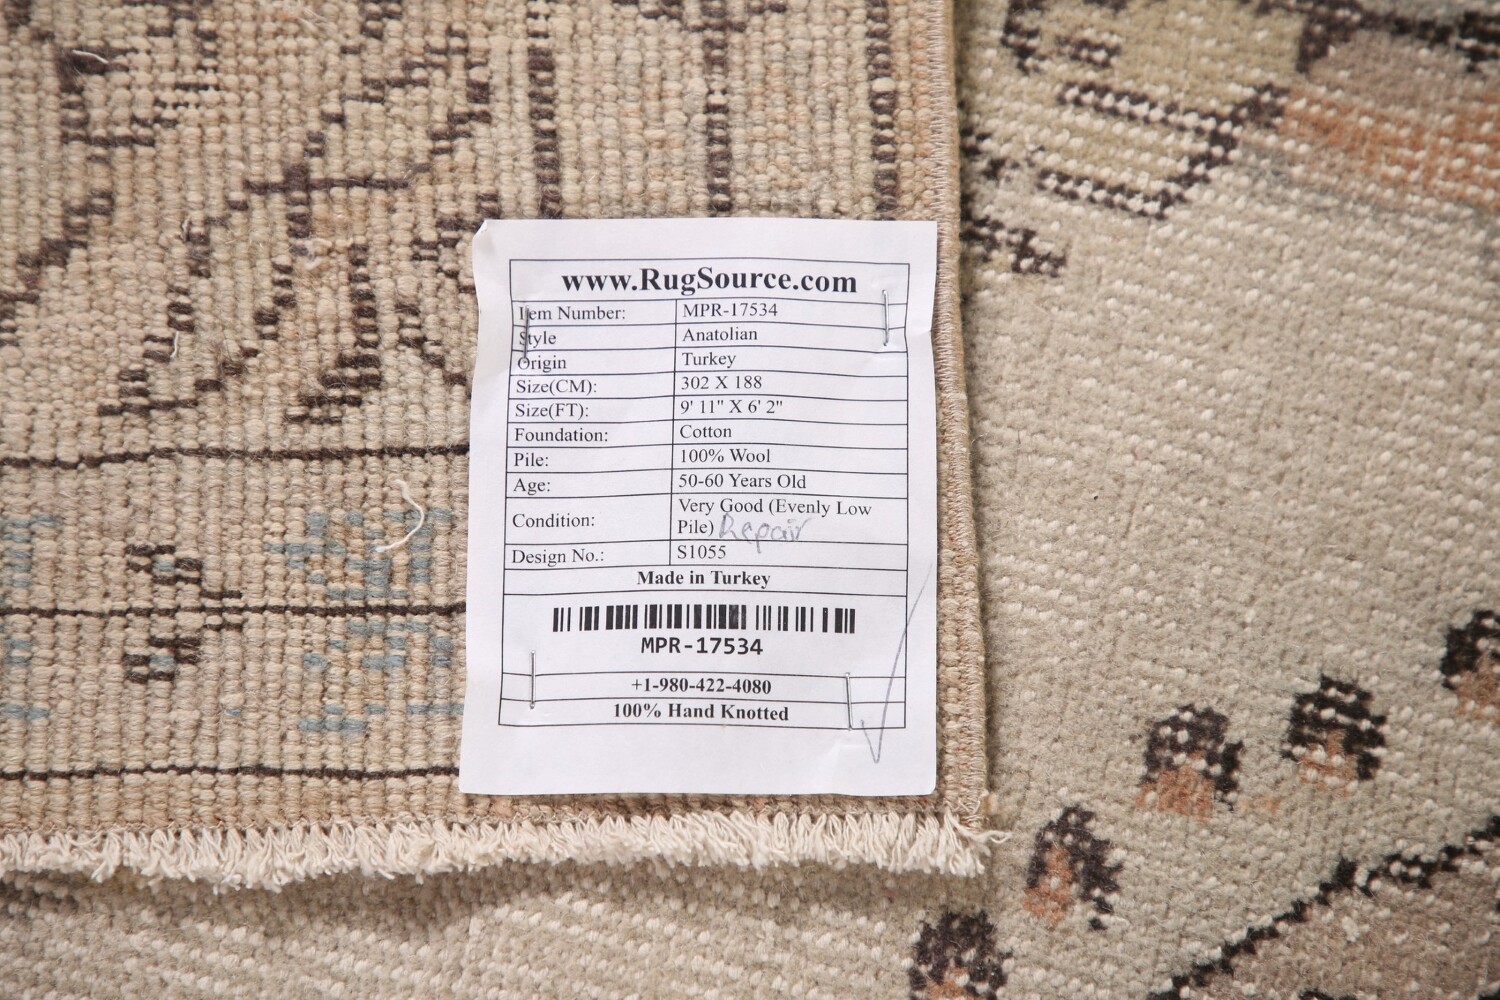 www.RugSource.com
Item Number: MPR-17534
Style Anatolian
Origin Turkey
Size(CM): 302 X 188
Size(FT): 9' 11" X 6' 2"
Foundation: Cotton
Pile: 100% Wool
Age: 50-60 Years Old
Condition: Very Good (Evenly Low
Pile) Repair
Design No.: S1055
Made in Turkey
MPR-17534
+1-980-422-4080
100% Hand Knotted